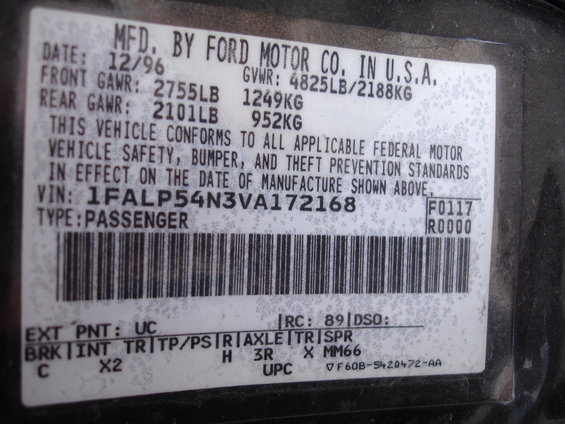 MFD. BY FORD MOTOR CO. IN U.S.A.
DATE: 12/96 GVWR: 4825LB/2188KG
FRONT GAWR: 2755LB 1249KG
REAR GAWR: 2101LB 952KG
THIS VEHICLE CONFORMS TO ALL APPLICABLE FEDERAL MOTOR
VEHICLE SAFETY, BUMPER, AND THEFT PREVENTION STANDARDS
IN EFFECT ON THE DATE OF MANUFACTURE SHOWN ABOVE.
VIN: 1FALP54N3VA172168 F0117
TYPE: PASSENGER R0000
EXT PNT: UC |RC: 89|DSO:
BRK|INT TR|TP/PS|R|AXLE|TR|SPR
C X2 H 3R X MM66
UPC ▽F60B-5420472-AA